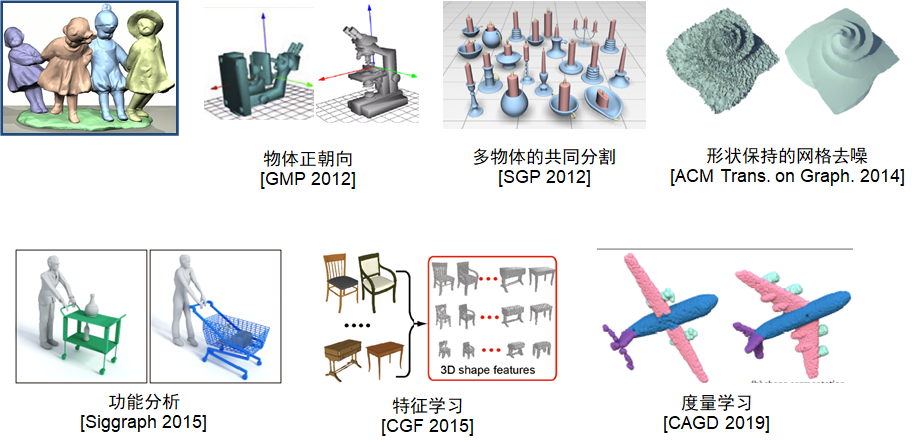 物体正朝向
[GMP 2012]
多物体的共同分割
[SGP 2012]
形状保持的网格去噪
[ACM Trans. on Graph. 2014]
3D shape features
功能分析
[Siggraph 2015]
特征学习
[CGF 2015]
度量学习
[CAGD 2019]